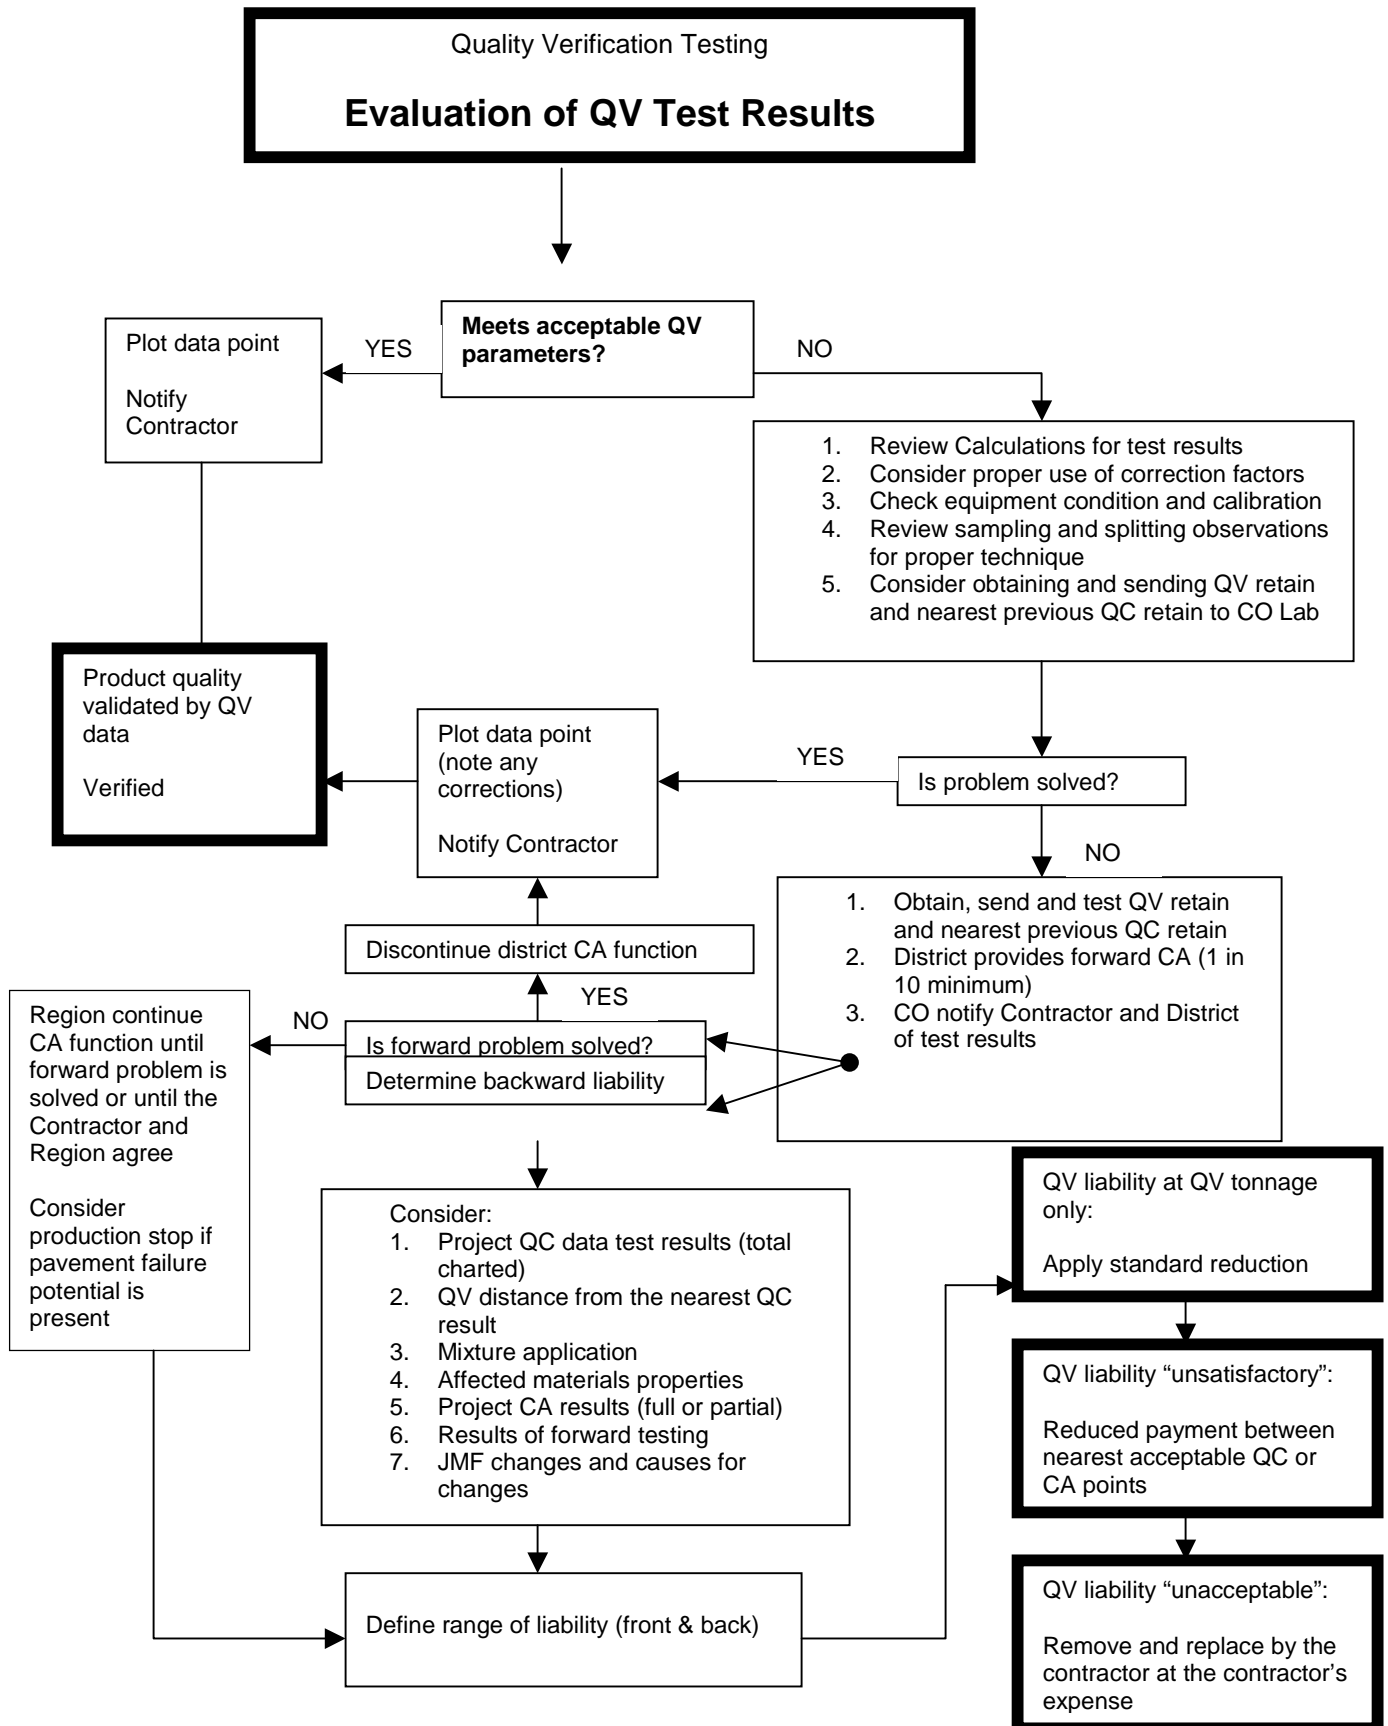 Quality Verification Testing
Evaluation of QV Test Results
Meets acceptable QV
parameters?
YES
NO
Plot data point
Notify
Contractor
1. Review Calculations for test results
2. Consider proper use of correction factors
3. Check equipment condition and calibration
4. Review sampling and splitting observations
for proper technique
5. Consider obtaining and sending QV retain
and nearest previous QC retain to CO Lab
Product quality
validated by QV
data
Verified
Plot data point
(note any
corrections)
Notify Contractor
YES
Is problem solved?
NO
1. Obtain, send and test QV retain
and nearest previous QC retain
2. District provides forward CA (1 in
10 minimum)
3. CO notify Contractor and District
of test results
Discontinue district CA function
YES
NO
Is forward problem solved?
Determine backward liability
Region continue
CA function until
forward problem is
solved or until the
Contractor and
Region agree
Consider
production stop if
pavement failure
potential is
present
Consider:
1. Project QC data test results (total
charted)
2. QV distance from the nearest QC
result
3. Mixture application
4. Affected materials properties
5. Project CA results (full or partial)
6. Results of forward testing
7. JMF changes and causes for
changes
Define range of liability (front & back)
QV liability at QV tonnage
only:
Apply standard reduction
QV liability “unsatisfactory”:
Reduced payment between
nearest acceptable QC or
CA points
QV liability “unacceptable”:
Remove and replace by the
contractor at the contractor’s
expense